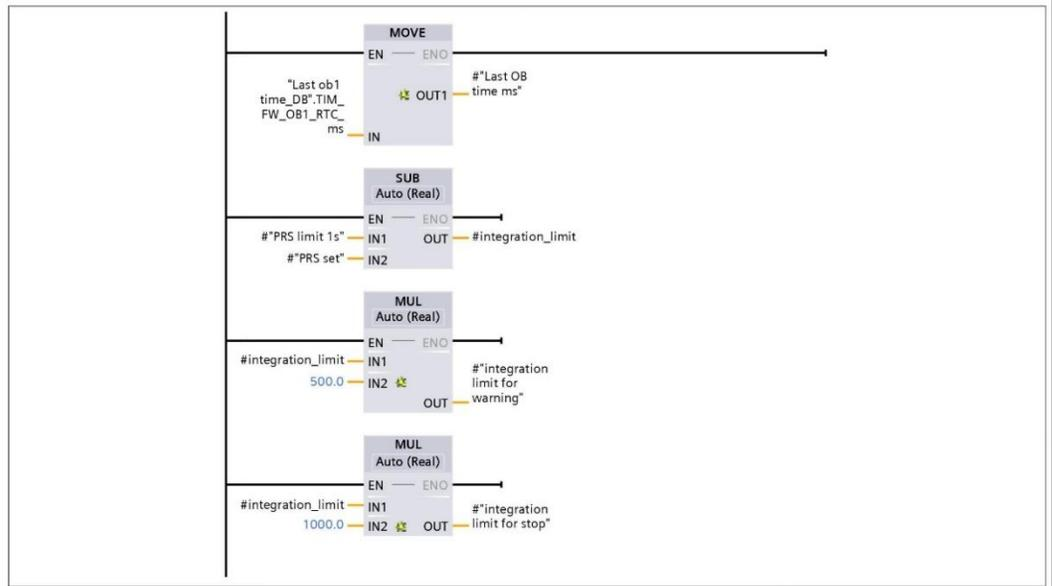 MOVE
EN
ENO
"Last ob1
time_DB".TIM_
FW_OB1_RTC_
ms
IN
OUT1
#"Last OB
time ms"
SUB
Auto (Real)
EN
ENO
#"PRS limit 1s"
IN1
OUT
#integration_limit
#"PRS set"
IN2
MUL
Auto (Real)
EN
ENO
#integration_limit
IN1
500.0
IN2
OUT
#"integration
limit for
warning"
MUL
Auto (Real)
EN
ENO
#integration_limit
IN1
1000.0
IN2
OUT
#"integration
limit for stop"